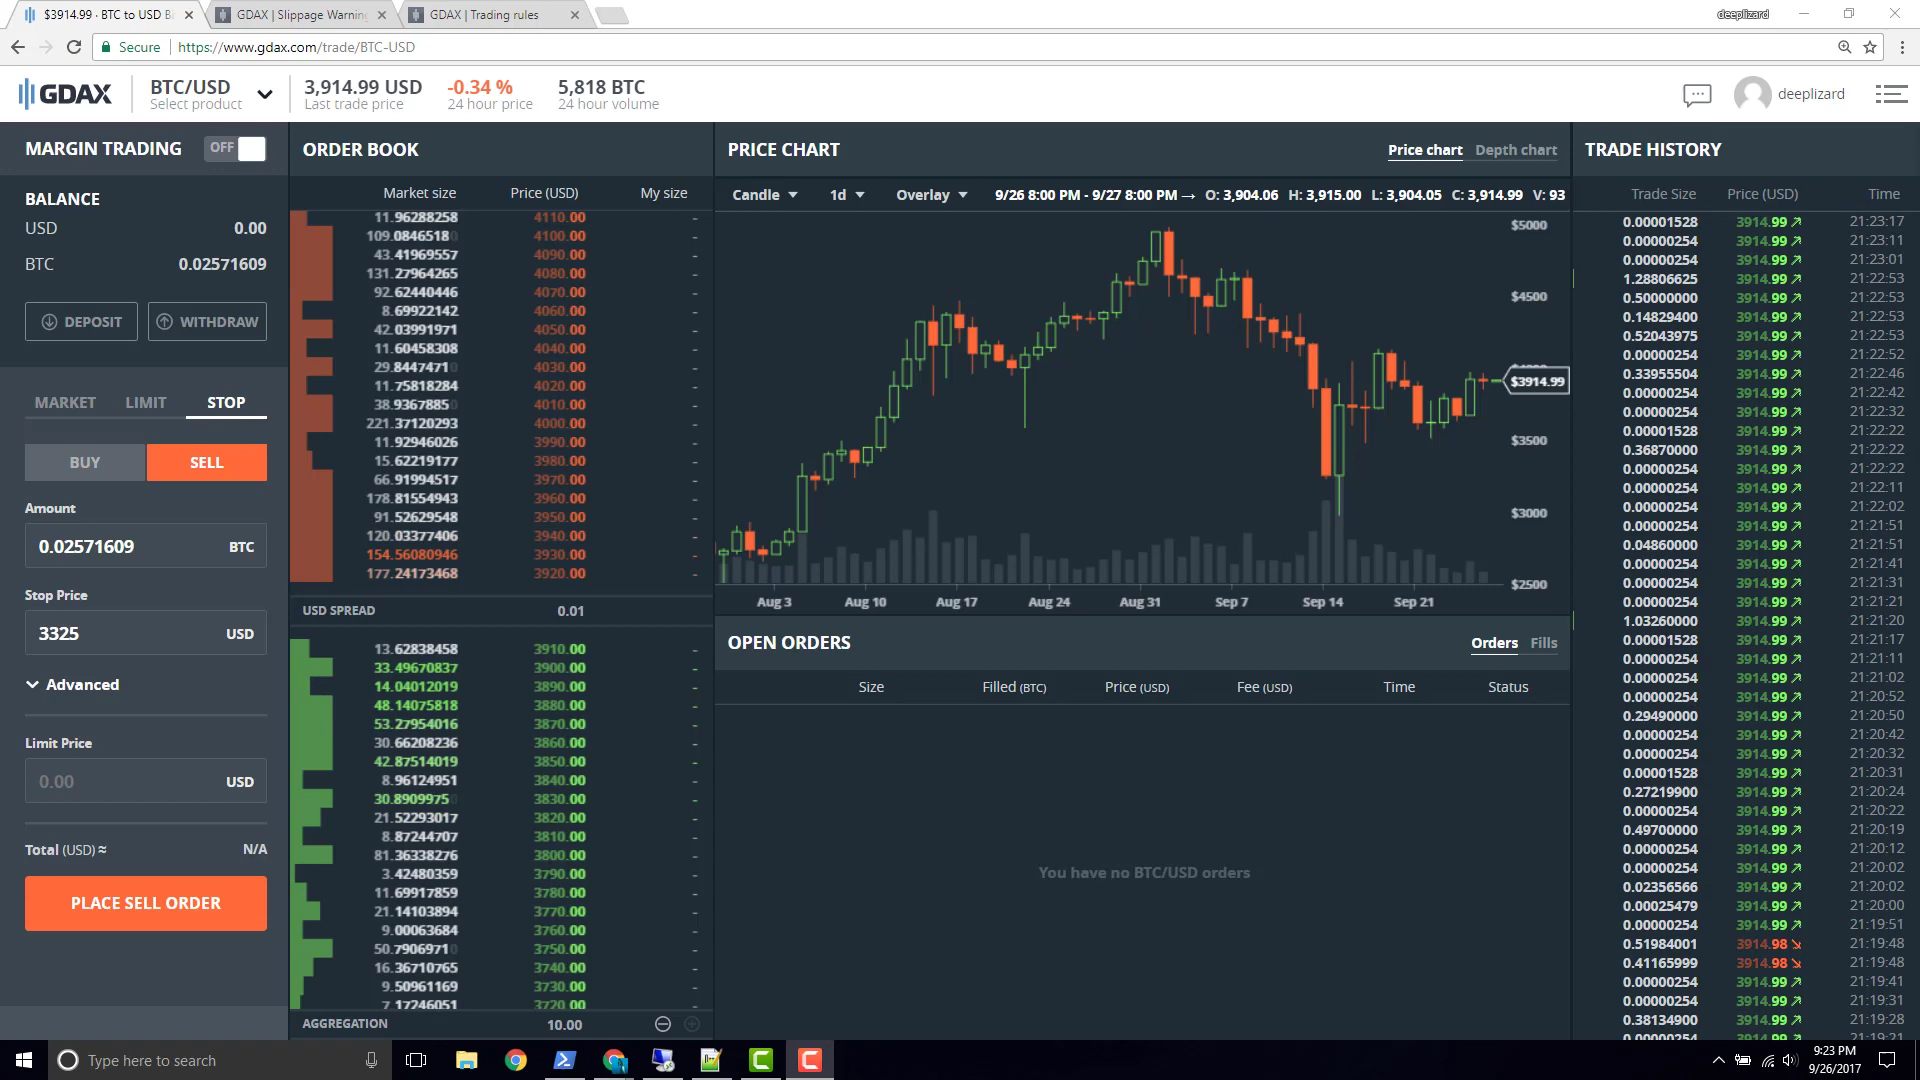 $3914.99 · BTC to USD B
GDAX | Slippage Warning
GDAX | Trading rules
deeplizard
Secure
https://www.gdax.com/trade/BTC-USD
GDAX
BTC/USD
Select product
3,914.99 USD
Last trade price
-0.34 %
24 hour price
5,818 BTC
24 hour volume
deeplizard
MARGIN TRADING
OFF
BALANCE
USD 0.00
BTC 0.02571609
DEPOSIT
WITHDRAW
MARKET LIMIT STOP
BUY SELL
Amount
0.02571609 BTC
Stop Price
3325 USD
Advanced
Limit Price
0.00 USD
Total (USD) ≈ N/A
PLACE SELL ORDER
ORDER BOOK
Market size Price (USD) My size
11.96288258 4110.00 -
109.08465180 4100.00 -
43.41969557 4090.00 -
131.27964265 4080.00 -
92.62440446 4070.00 -
8.69922142 4060.00 -
42.03991971 4050.00 -
11.60458308 4040.00 -
29.84474710 4030.00 -
11.75818284 4020.00 -
38.93678850 4010.00 -
221.37120293 4000.00 -
11.92946026 3990.00 -
15.62219177 3980.00 -
66.91994517 3970.00 -
178.81554943 3960.00 -
91.52629548 3950.00 -
120.03377406 3940.00 -
154.56080946 3930.00 -
177.24173468 3920.00 -
USD SPREAD 0.01
13.62838458 3910.00 -
33.49670837 3900.00 -
14.04012019 3890.00 -
48.14075818 3880.00 -
53.27954016 3870.00 -
30.66208236 3860.00 -
42.87514019 3850.00 -
8.96124951 3840.00 -
30.89099750 3830.00 -
21.52293017 3820.00 -
8.87244707 3810.00 -
81.36338276 3800.00 -
3.42480359 3790.00 -
11.69917859 3780.00 -
21.14103894 3770.00 -
9.00063684 3760.00 -
50.79069710 3750.00 -
16.36710765 3740.00 -
9.50961169 3730.00 -
7.17246051 3720.00 -
AGGREGATION 10.00
PRICE CHART
Price chart Depth chart
Candle 1d Overlay 9/26 8:00 PM - 9/27 8:00 PM → O: 3,904.06 H: 3,915.00 L: 3,904.05 C: 3,914.99 V: 93
$5000
$4500
$3914.99
$3500
$3000
$2500
Aug 3 Aug 10 Aug 17 Aug 24 Aug 31 Sep 7 Sep 14 Sep 21
OPEN ORDERS
Orders Fills
Size Filled (BTC) Price (USD) Fee (USD) Time Status
You have no BTC/USD orders
TRADE HISTORY
Trade Size Price (USD) Time
0.00001528 3914.99 21:23:17
0.00000254 3914.99 21:23:11
0.00000254 3914.99 21:23:01
1.28806625 3914.99 21:22:53
0.50000000 3914.99 21:22:53
0.14829400 3914.99 21:22:53
0.52043975 3914.99 21:22:53
0.00000254 3914.99 21:22:52
0.33955504 3914.99 21:22:46
0.00000254 3914.99 21:22:42
0.00000254 3914.99 21:22:32
0.00001528 3914.99 21:22:22
0.36870000 3914.99 21:22:22
0.00000254 3914.99 21:22:22
0.00000254 3914.99 21:22:11
0.00000254 3914.99 21:22:02
0.00000254 3914.99 21:21:51
0.04860000 3914.99 21:21:51
0.00000254 3914.99 21:21:41
0.00000254 3914.99 21:21:31
0.00000254 3914.99 21:21:21
1.03260000 3914.99 21:21:20
0.00001528 3914.99 21:21:17
0.00000254 3914.99 21:21:11
0.00000254 3914.99 21:21:02
0.00000254 3914.99 21:20:52
0.29490000 3914.99 21:20:50
0.00000254 3914.99 21:20:42
0.00000254 3914.99 21:20:32
0.00001528 3914.99 21:20:31
0.27219900 3914.99 21:20:24
0.00000254 3914.99 21:20:22
0.49700000 3914.99 21:20:19
0.00000254 3914.99 21:20:12
0.00000254 3914.99 21:20:02
0.02356566 3914.99 21:20:02
0.00025479 3914.99 21:20:00
0.00000254 3914.99 21:19:51
0.51984001 3914.98 21:19:48
0.41165999 3914.98 21:19:48
0.00000254 3914.99 21:19:41
0.00000254 3914.99 21:19:31
0.38134900 3914.99 21:19:28
Type here to search
9:23 PM
9/26/2017